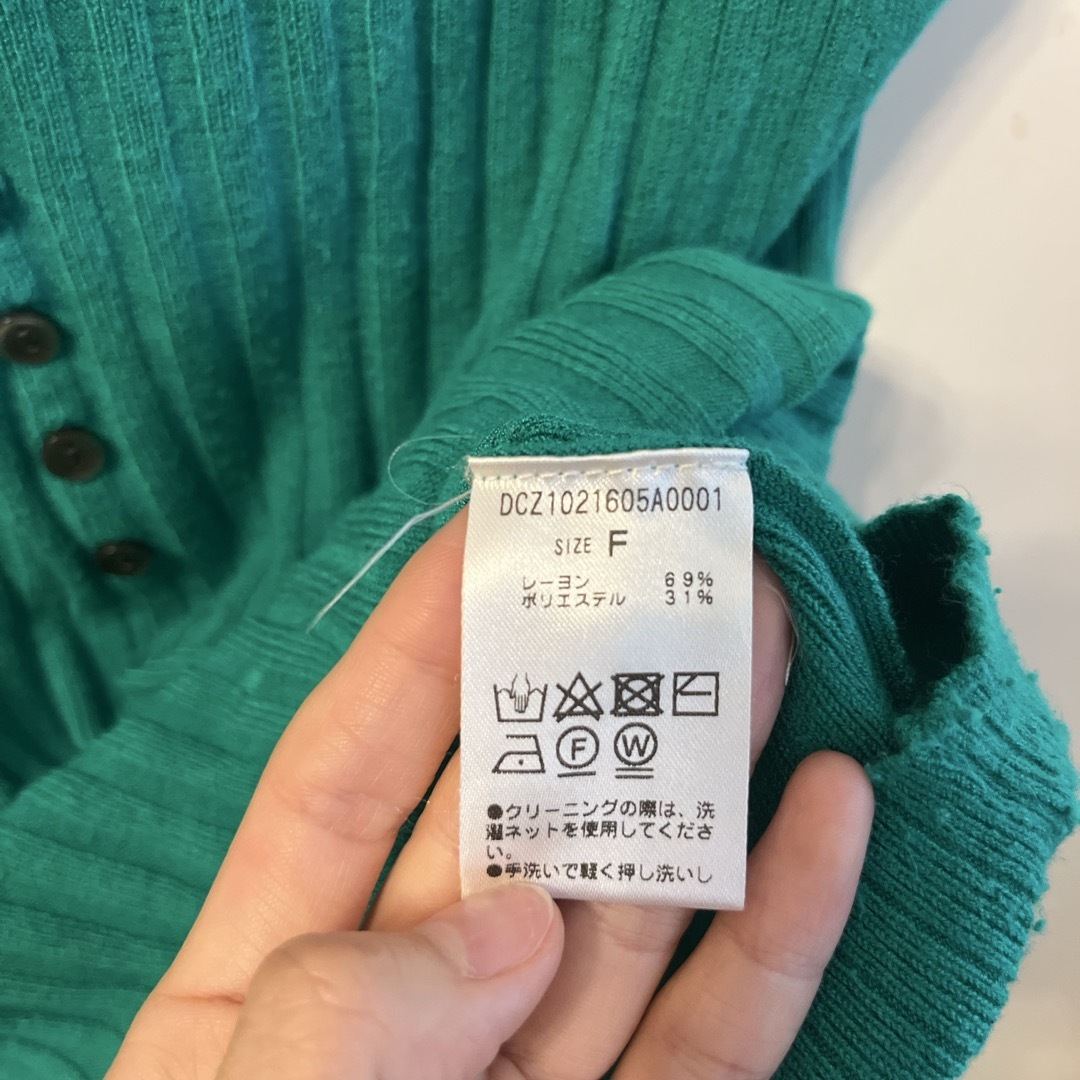 DCZ1021605A0001
SIZE F
レーヨン 69%
ポリエステル 31%
F W
●クリーニングの際は、洗
濯ネットを使用してくださ
い。
●手洗いで軽く押し洗いし